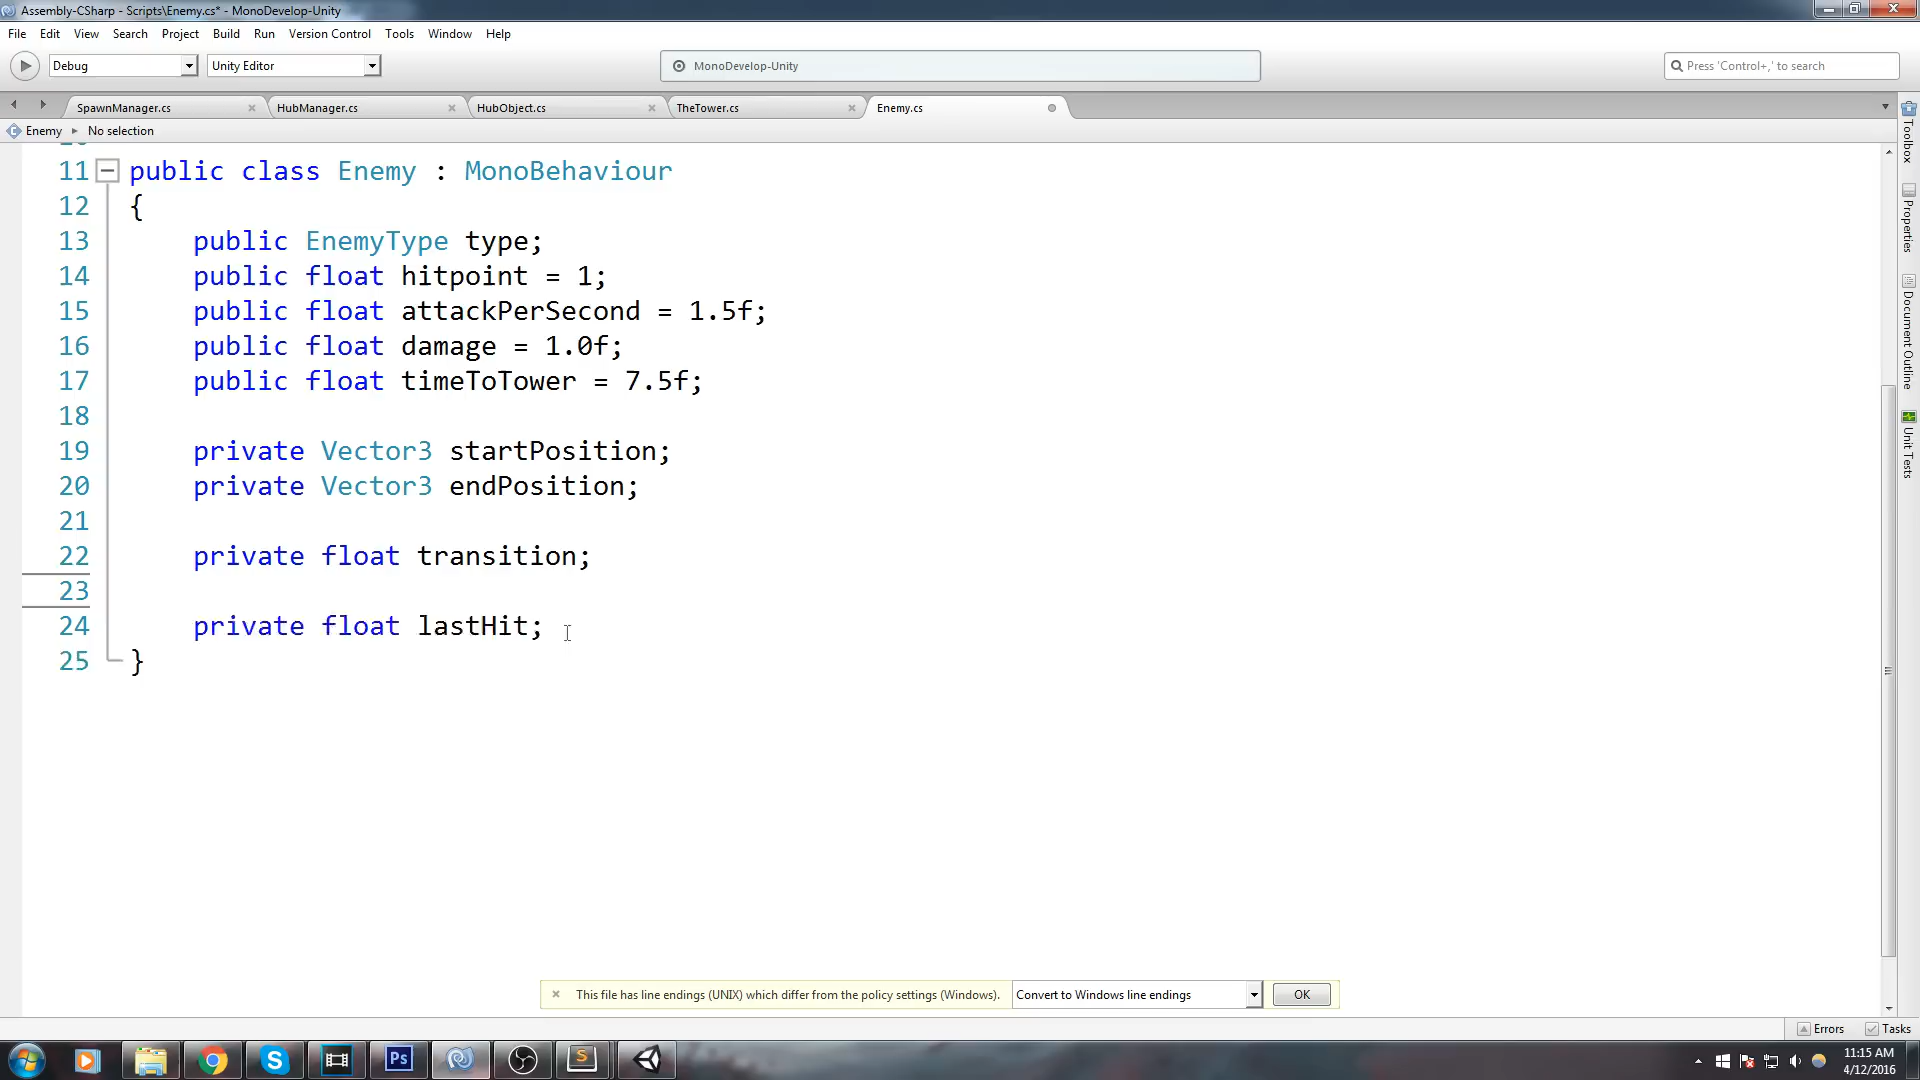 Assembly-CSharp - Scripts\Enemy.cs* - MonoDevelop-Unity
File Edit View Search Project Build Run Version Control Tools Window Help
Debug Unity Editor MonoDevelop-Unity Press 'Control+,' to search
SpawnManager.cs HubManager.cs HubObject.cs TheTower.cs Enemy.cs
Enemy No selection
11 public class Enemy : MonoBehaviour
12 {
13 public EnemyType type;
14 public float hitpoint = 1;
15 public float attackPerSecond = 1.5f;
16 public float damage = 1.0f;
17 public float timeToTower = 7.5f;
18
19 private Vector3 startPosition;
20 private Vector3 endPosition;
21
22 private float transition;
23
24 private float lastHit;
25 }
Toolbox
Properties
Document Outline
Unit Tests
This file has line endings (UNIX) which differ from the policy settings (Windows). Convert to Windows line endings OK
Errors Tasks
Ps
S
11:15 AM
4/12/2016